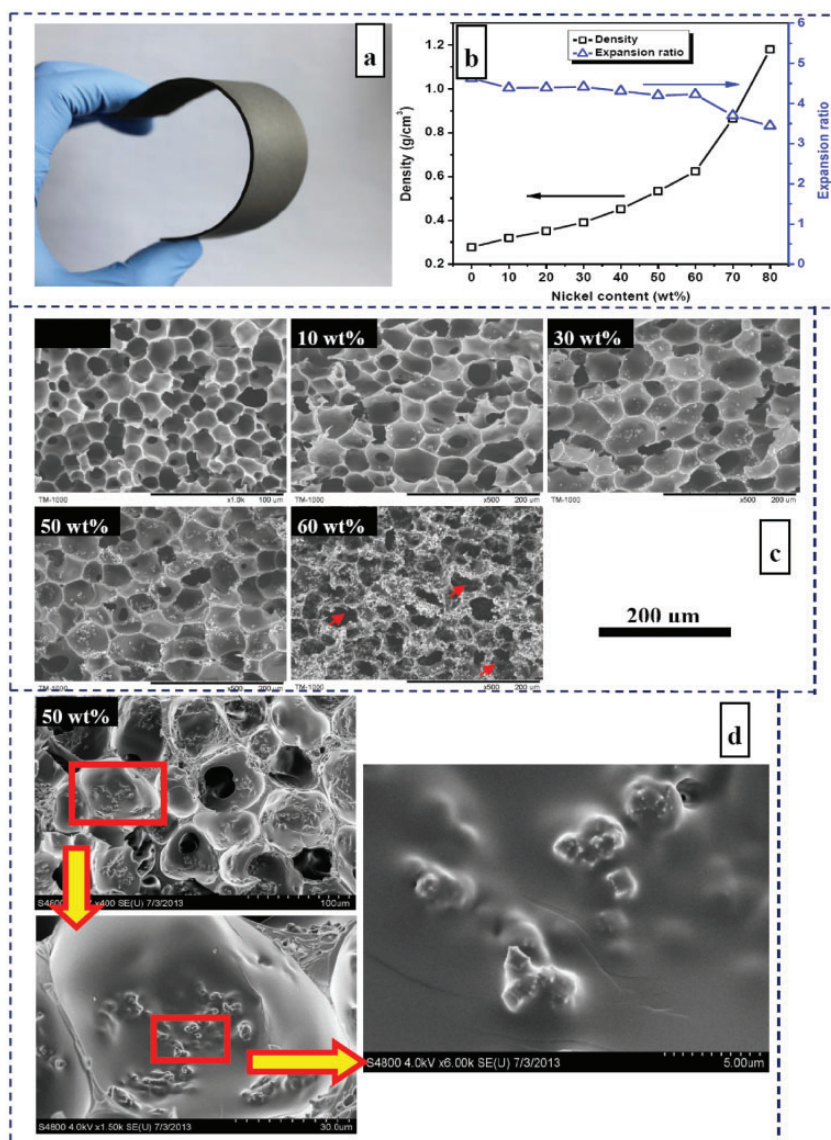 a
b
Density
Expansion ratio
Density (g/cm³)
1.2
1.0
0.8
0.6
0.4
0.2
6
5
4
3
2
1
0
Expansion ratio
0 10 20 30 40 50 60 70 80
Nickel content (wt%)
10 wt%
30 wt%
TM-1000 x1.0k 100 um
TM-1000 x500 200 um
TM-1000 x500 200 um
50 wt%
60 wt%
c
TM-1000 x500 200 um
TM-1000 x500 200 um
200 um
50 wt%
d
x400 SE(U) 7/3/2013 100um
S4800 4.0kV x1.50k SE(U) 7/3/2013 30.0um
S4800 4.0kV x6.00k SE(U) 7/3/2013 5.00um